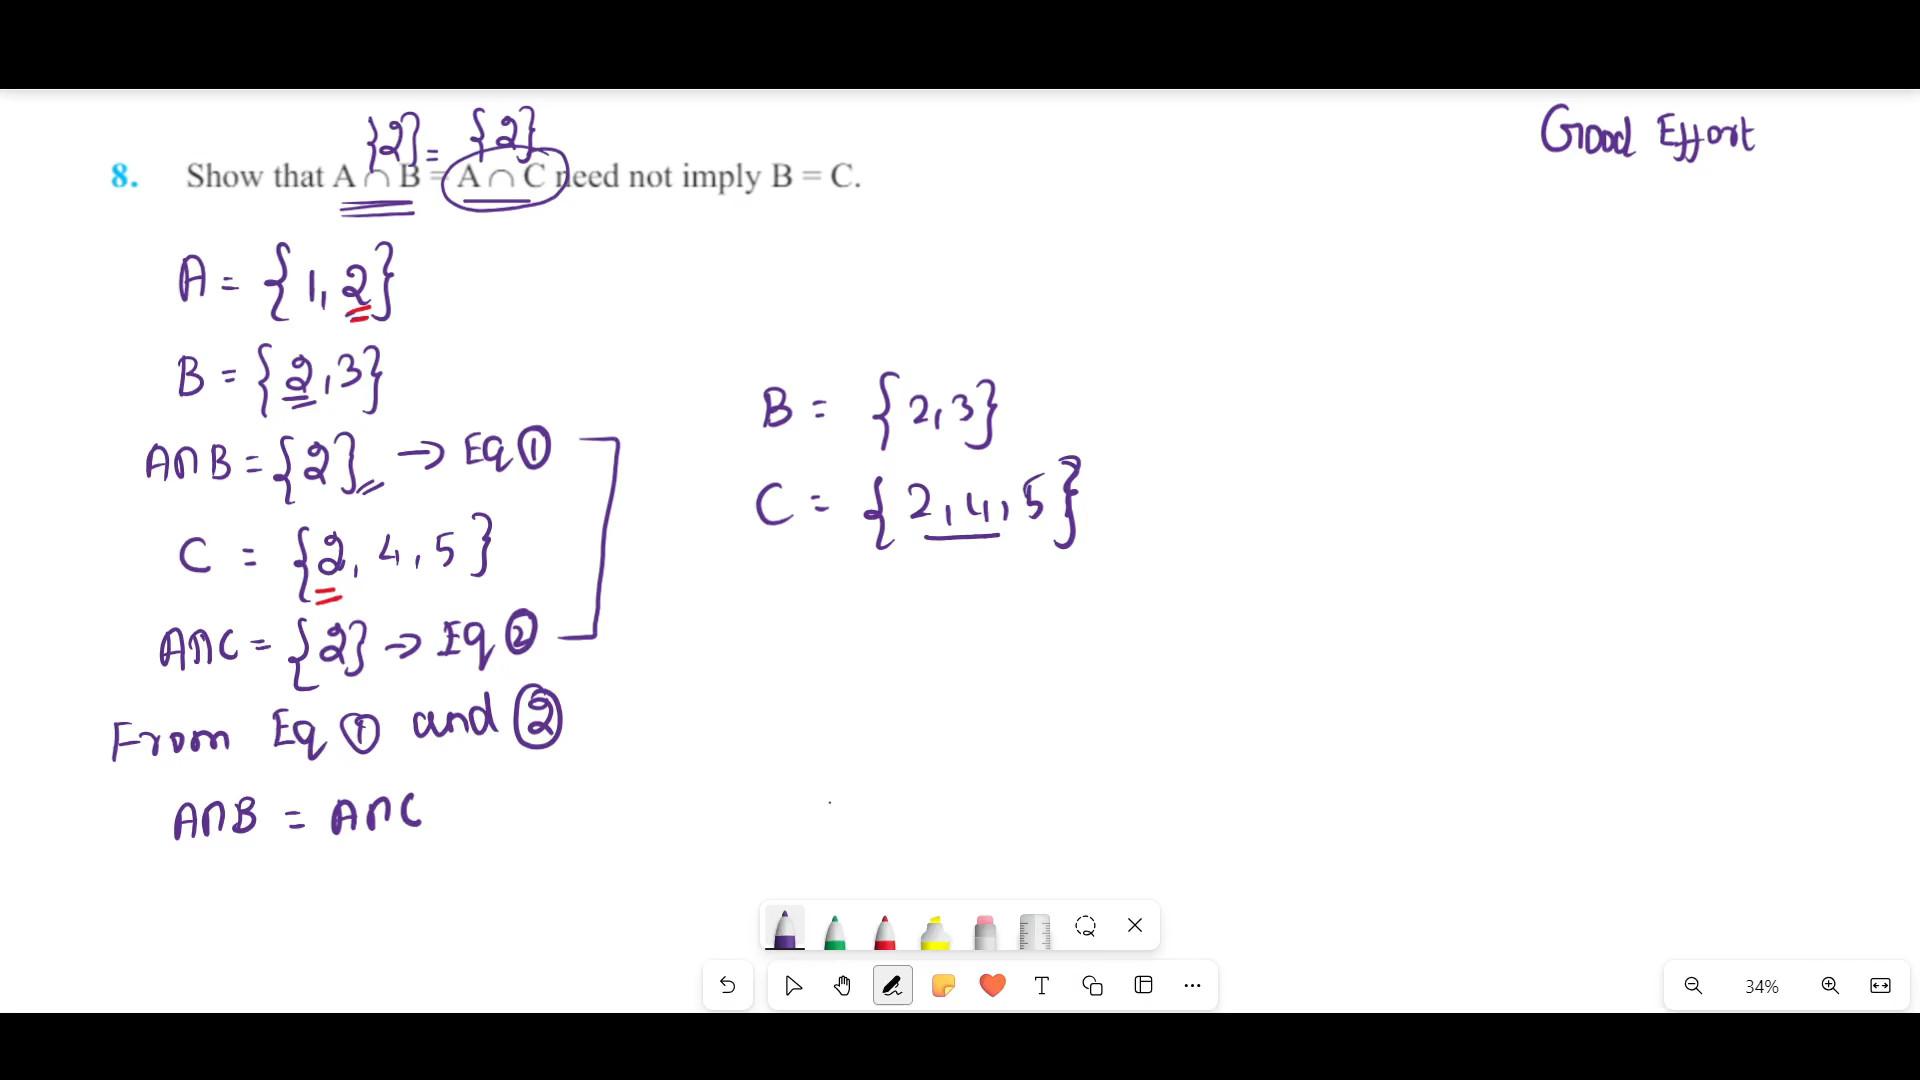 Good Effort
{2} = {2}
8. Show that A ∩ B = A ∩ C need not imply B = C.
A = {1, 2}
B = {2, 3}
A∩B = {2} → Eq ①
C = {2, 4, 5}
A∩C = {2} → Eq ②
From Eq ① and ②
A∩B = A∩C
B = {2, 3}
C = {2, 4, 5}
34%